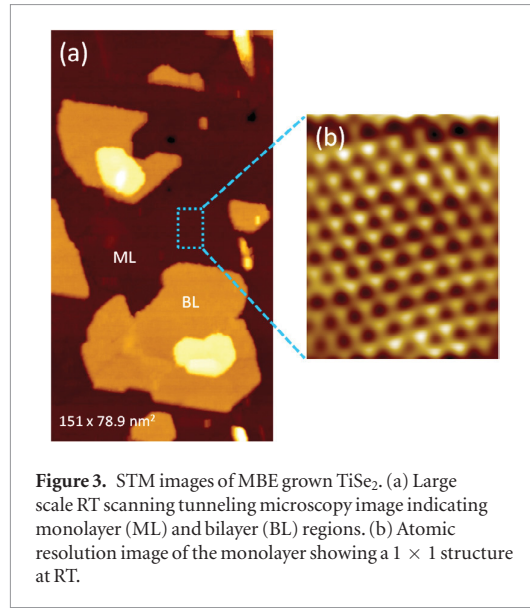 (a)
(b)
ML
BL
151 x 78.9 nm²
Figure 3. STM images of MBE grown TiSe₂. (a) Large
scale RT scanning tunneling microscopy image indicating
monolayer (ML) and bilayer (BL) regions. (b) Atomic
resolution image of the monolayer showing a 1 × 1 structure
at RT.